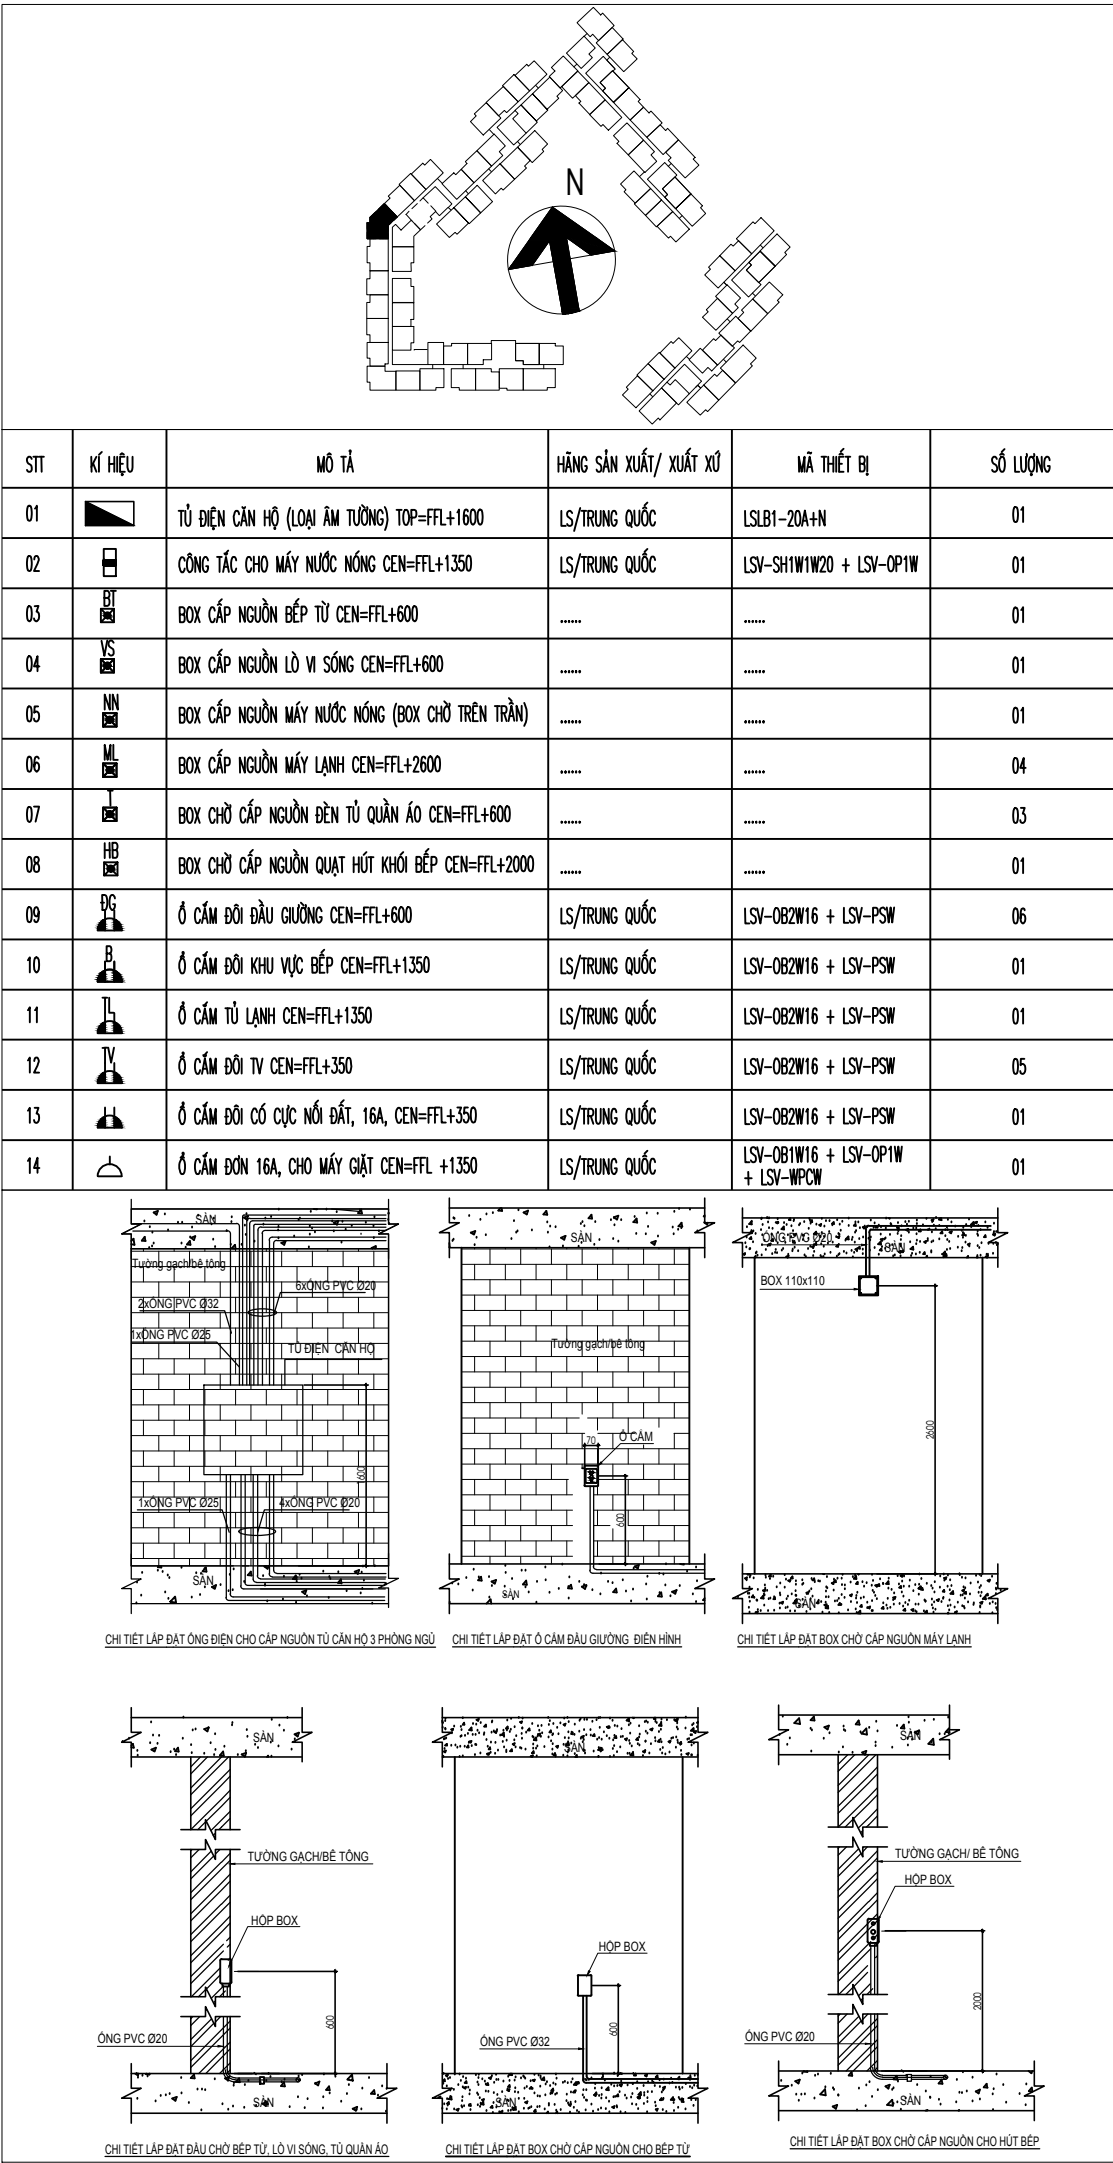 N
STT KÍ HIỆU MÔ TẢ HÃNG SẢN XUẤT/ XUẤT XỨ MÃ THIẾT BỊ SỐ LƯỢNG
01 TỦ ĐIỆN CĂN HỘ (LOẠI ÂM TƯỜNG) TOP=FFL+1600 LS/TRUNG QUỐC LSLB1-20A+N 01
02 CÔNG TẮC CHO MÁY NƯỚC NÓNG CEN=FFL+1350 LS/TRUNG QUỐC LSV-SH1W1W20 + LSV-OP1W 01
03 BT BOX CẤP NGUỒN BẾP TỪ CEN=FFL+600 ...... ...... 01
04 VS BOX CẤP NGUỒN LÒ VI SÓNG CEN=FFL+600 ...... ...... 01
05 NN BOX CẤP NGUỒN MÁY NƯỚC NÓNG (BOX CHỜ TRÊN TRẦN) ...... ...... 01
06 ML BOX CẤP NGUỒN MÁY LẠNH CEN=FFL+2600 ...... ...... 04
07 T BOX CHỜ CẤP NGUỒN ĐÈN TỦ QUẦN ÁO CEN=FFL+600 ...... ...... 03
08 HB BOX CHỜ CẤP NGUỒN QUẠT HÚT KHÓI BẾP CEN=FFL+2000 ...... ...... 01
09 ĐG Ổ CẮM ĐÔI ĐẦU GIƯỜNG CEN=FFL+600 LS/TRUNG QUỐC LSV-OB2W16 + LSV-PSW 06
10 B Ổ CẮM ĐÔI KHU VỰC BẾP CEN=FFL+1350 LS/TRUNG QUỐC LSV-OB2W16 + LSV-PSW 01
11 TL Ổ CẮM TỦ LẠNH CEN=FFL+1350 LS/TRUNG QUỐC LSV-OB2W16 + LSV-PSW 01
12 TV Ổ CẮM ĐÔI TV CEN=FFL+350 LS/TRUNG QUỐC LSV-OB2W16 + LSV-PSW 05
13 Ổ CẮM ĐÔI CÓ CỰC NỐI ĐẤT, 16A, CEN=FFL+350 LS/TRUNG QUỐC LSV-OB2W16 + LSV-PSW 01
14 Ổ CẮM ĐƠN 16A, CHO MÁY GIẶT CEN=FFL +1350 LS/TRUNG QUỐC LSV-OB1W16 + LSV-OP1W 01
+ LSV-WPCW
SÀN
Tường gạch/bê tông
6xỐNG PVC Ø20
2xỐNG PVC Ø32
1xỐNG PVC Ø25
TỦ ĐIỆN CĂN HỘ
1600
1xỐNG PVC Ø25
4xỐNG PVC Ø20
SÀN
CHI TIẾT LẮP ĐẶT ỐNG ĐIỆN CHO CẤP NGUỒN TỦ CĂN HỘ 3 PHÒNG NGỦ
SÀN
Tường gạch/bê tông
70
Ổ CẮM
600
SÀN
CHI TIẾT LẮP ĐẶT Ổ CẮM ĐẦU GIƯỜNG ĐIỂN HÌNH
ỐNG PVC Ø20
SÀN
BOX 110x110
2600
SÀN
CHI TIẾT LẮP ĐẶT BOX CHỜ CẤP NGUỒN MÁY LẠNH
SÀN
TƯỜNG GẠCH/BÊ TÔNG
HỘP BOX
600
ỐNG PVC Ø20
SÀN
CHI TIẾT LẮP ĐẶT ĐẦU CHỜ BẾP TỪ, LÒ VI SÓNG, TỦ QUẦN ÁO
SÀN
HỘP BOX
600
ỐNG PVC Ø32
SÀN
CHI TIẾT LẮP ĐẶT BOX CHỜ CẤP NGUỒN CHO BẾP TỪ
SÀN
TƯỜNG GẠCH/ BÊ TÔNG
HỘP BOX
2000
ỐNG PVC Ø20
SÀN
CHI TIẾT LẮP ĐẶT BOX CHỜ CẤP NGUỒN CHO HÚT BẾP